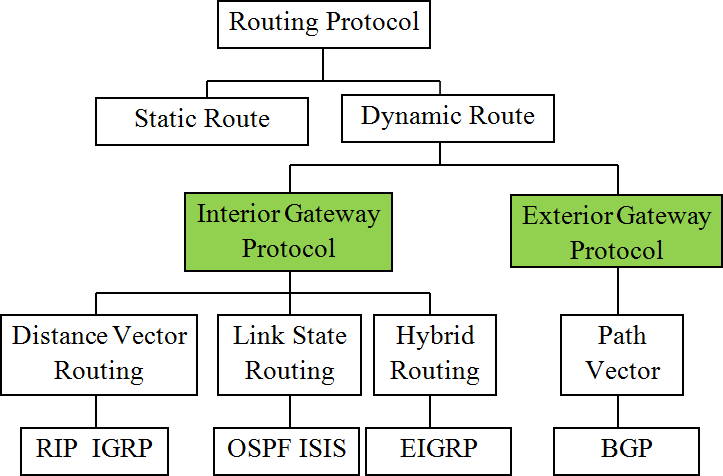 Routing Protocol
Static Route
Dynamic Route
Interior Gateway
Protocol
Exterior Gateway
Protocol
Distance Vector
Routing
Link State
Routing
Hybrid
Routing
Path
Vector
RIP IGRP
OSPF ISIS
EIGRP
BGP